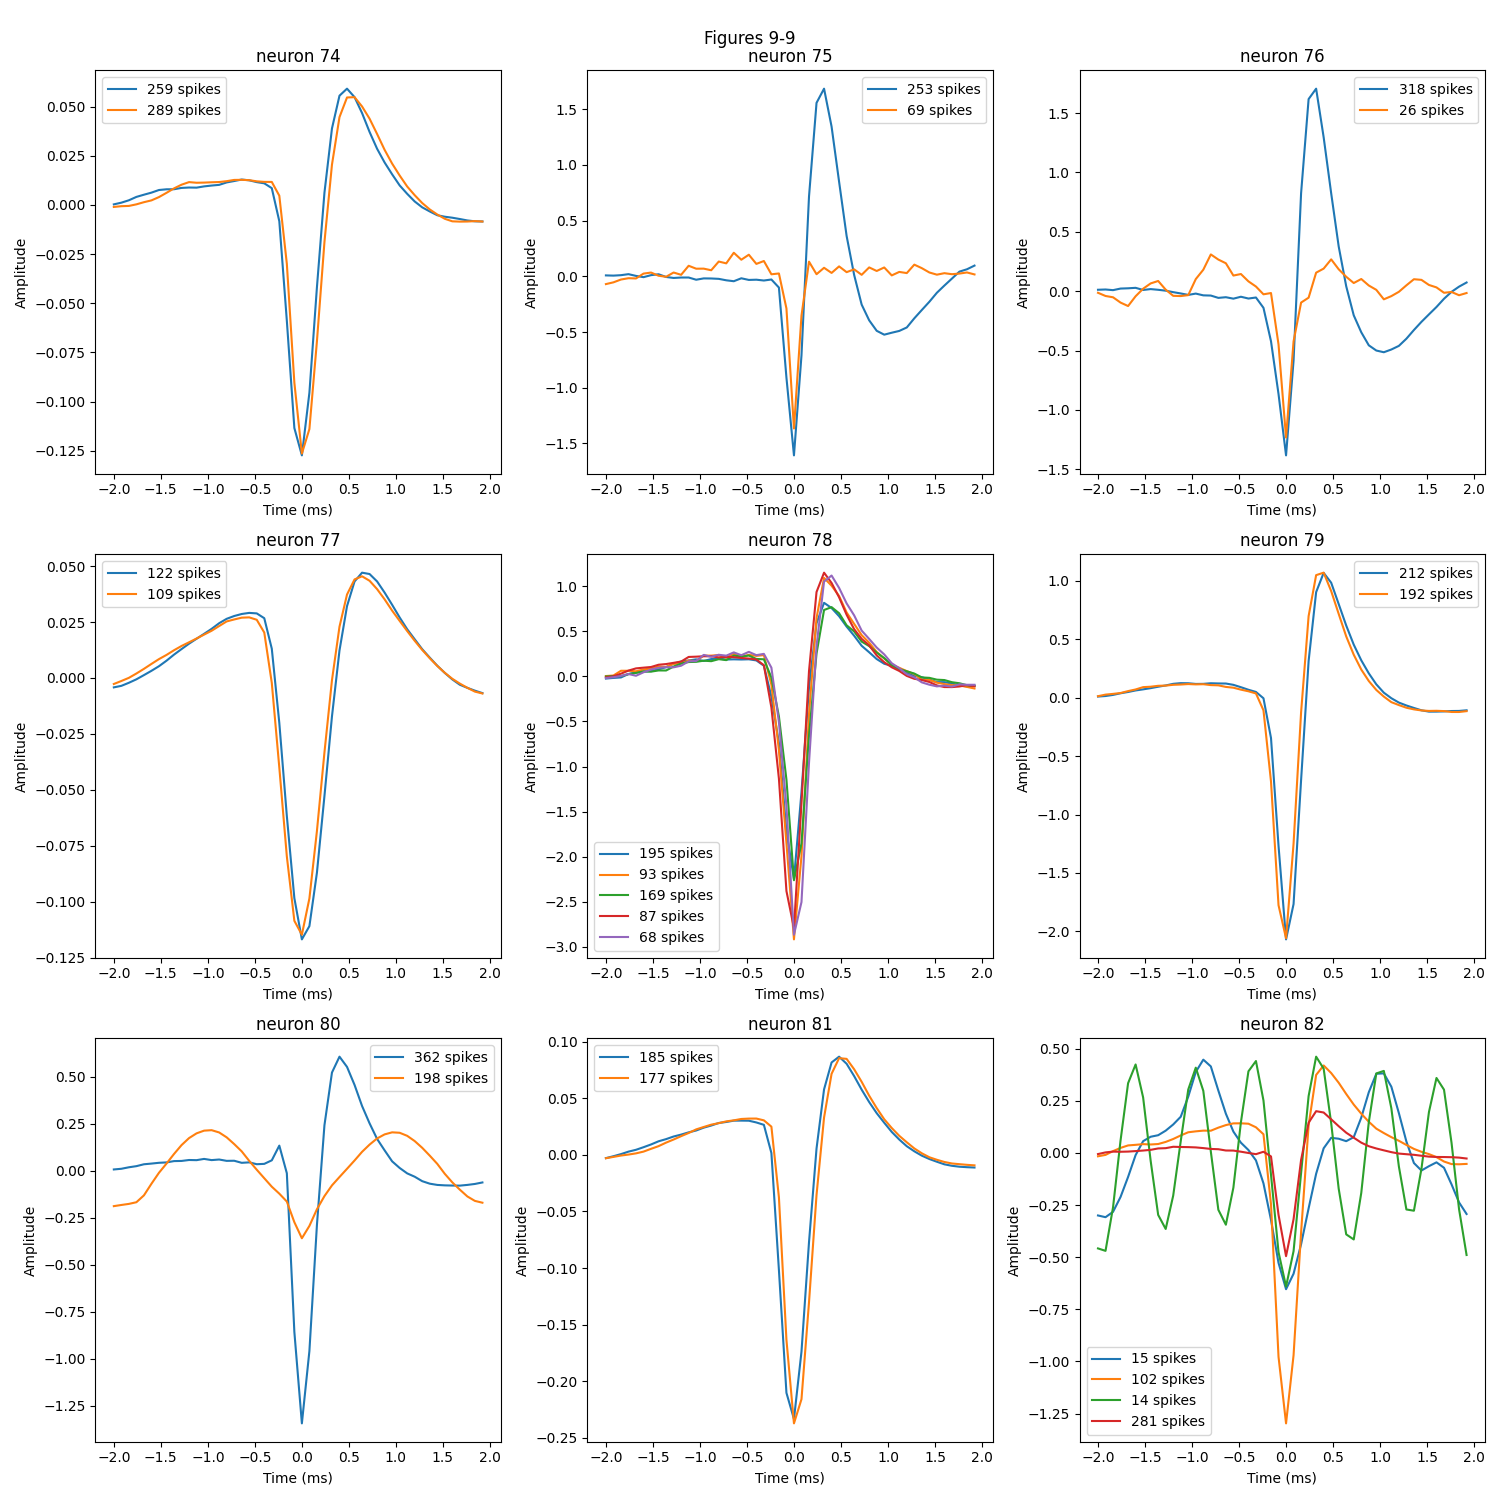 Figures 9-9
neuron 74
259 spikes
289 spikes
0.050
0.025
0.000
−0.025
−0.050
−0.075
−0.100
−0.125
Amplitude
−2.0 −1.5 −1.0 −0.5 0.0 0.5 1.0 1.5 2.0
Time (ms)
neuron 75
253 spikes
69 spikes
1.5
1.0
0.5
0.0
−0.5
−1.0
−1.5
Amplitude
−2.0 −1.5 −1.0 −0.5 0.0 0.5 1.0 1.5 2.0
Time (ms)
neuron 76
318 spikes
26 spikes
1.5
1.0
0.5
0.0
−0.5
−1.0
−1.5
Amplitude
−2.0 −1.5 −1.0 −0.5 0.0 0.5 1.0 1.5 2.0
Time (ms)
neuron 77
122 spikes
109 spikes
0.050
0.025
0.000
−0.025
−0.050
−0.075
−0.100
−0.125
Amplitude
−2.0 −1.5 −1.0 −0.5 0.0 0.5 1.0 1.5 2.0
Time (ms)
neuron 78
1.0
0.5
0.0
−0.5
−1.0
−1.5
−2.0
−2.5
−3.0
Amplitude
195 spikes
93 spikes
169 spikes
87 spikes
68 spikes
−2.0 −1.5 −1.0 −0.5 0.0 0.5 1.0 1.5 2.0
Time (ms)
neuron 79
212 spikes
192 spikes
1.0
0.5
0.0
−0.5
−1.0
−1.5
−2.0
Amplitude
−2.0 −1.5 −1.0 −0.5 0.0 0.5 1.0 1.5 2.0
Time (ms)
neuron 80
362 spikes
198 spikes
0.50
0.25
0.00
−0.25
−0.50
−0.75
−1.00
−1.25
Amplitude
−2.0 −1.5 −1.0 −0.5 0.0 0.5 1.0 1.5 2.0
Time (ms)
neuron 81
185 spikes
177 spikes
0.10
0.05
0.00
−0.05
−0.10
−0.15
−0.20
−0.25
Amplitude
−2.0 −1.5 −1.0 −0.5 0.0 0.5 1.0 1.5 2.0
Time (ms)
neuron 82
0.50
0.25
0.00
−0.25
−0.50
−0.75
−1.00
−1.25
Amplitude
15 spikes
102 spikes
14 spikes
281 spikes
−2.0 −1.5 −1.0 −0.5 0.0 0.5 1.0 1.5 2.0
Time (ms)